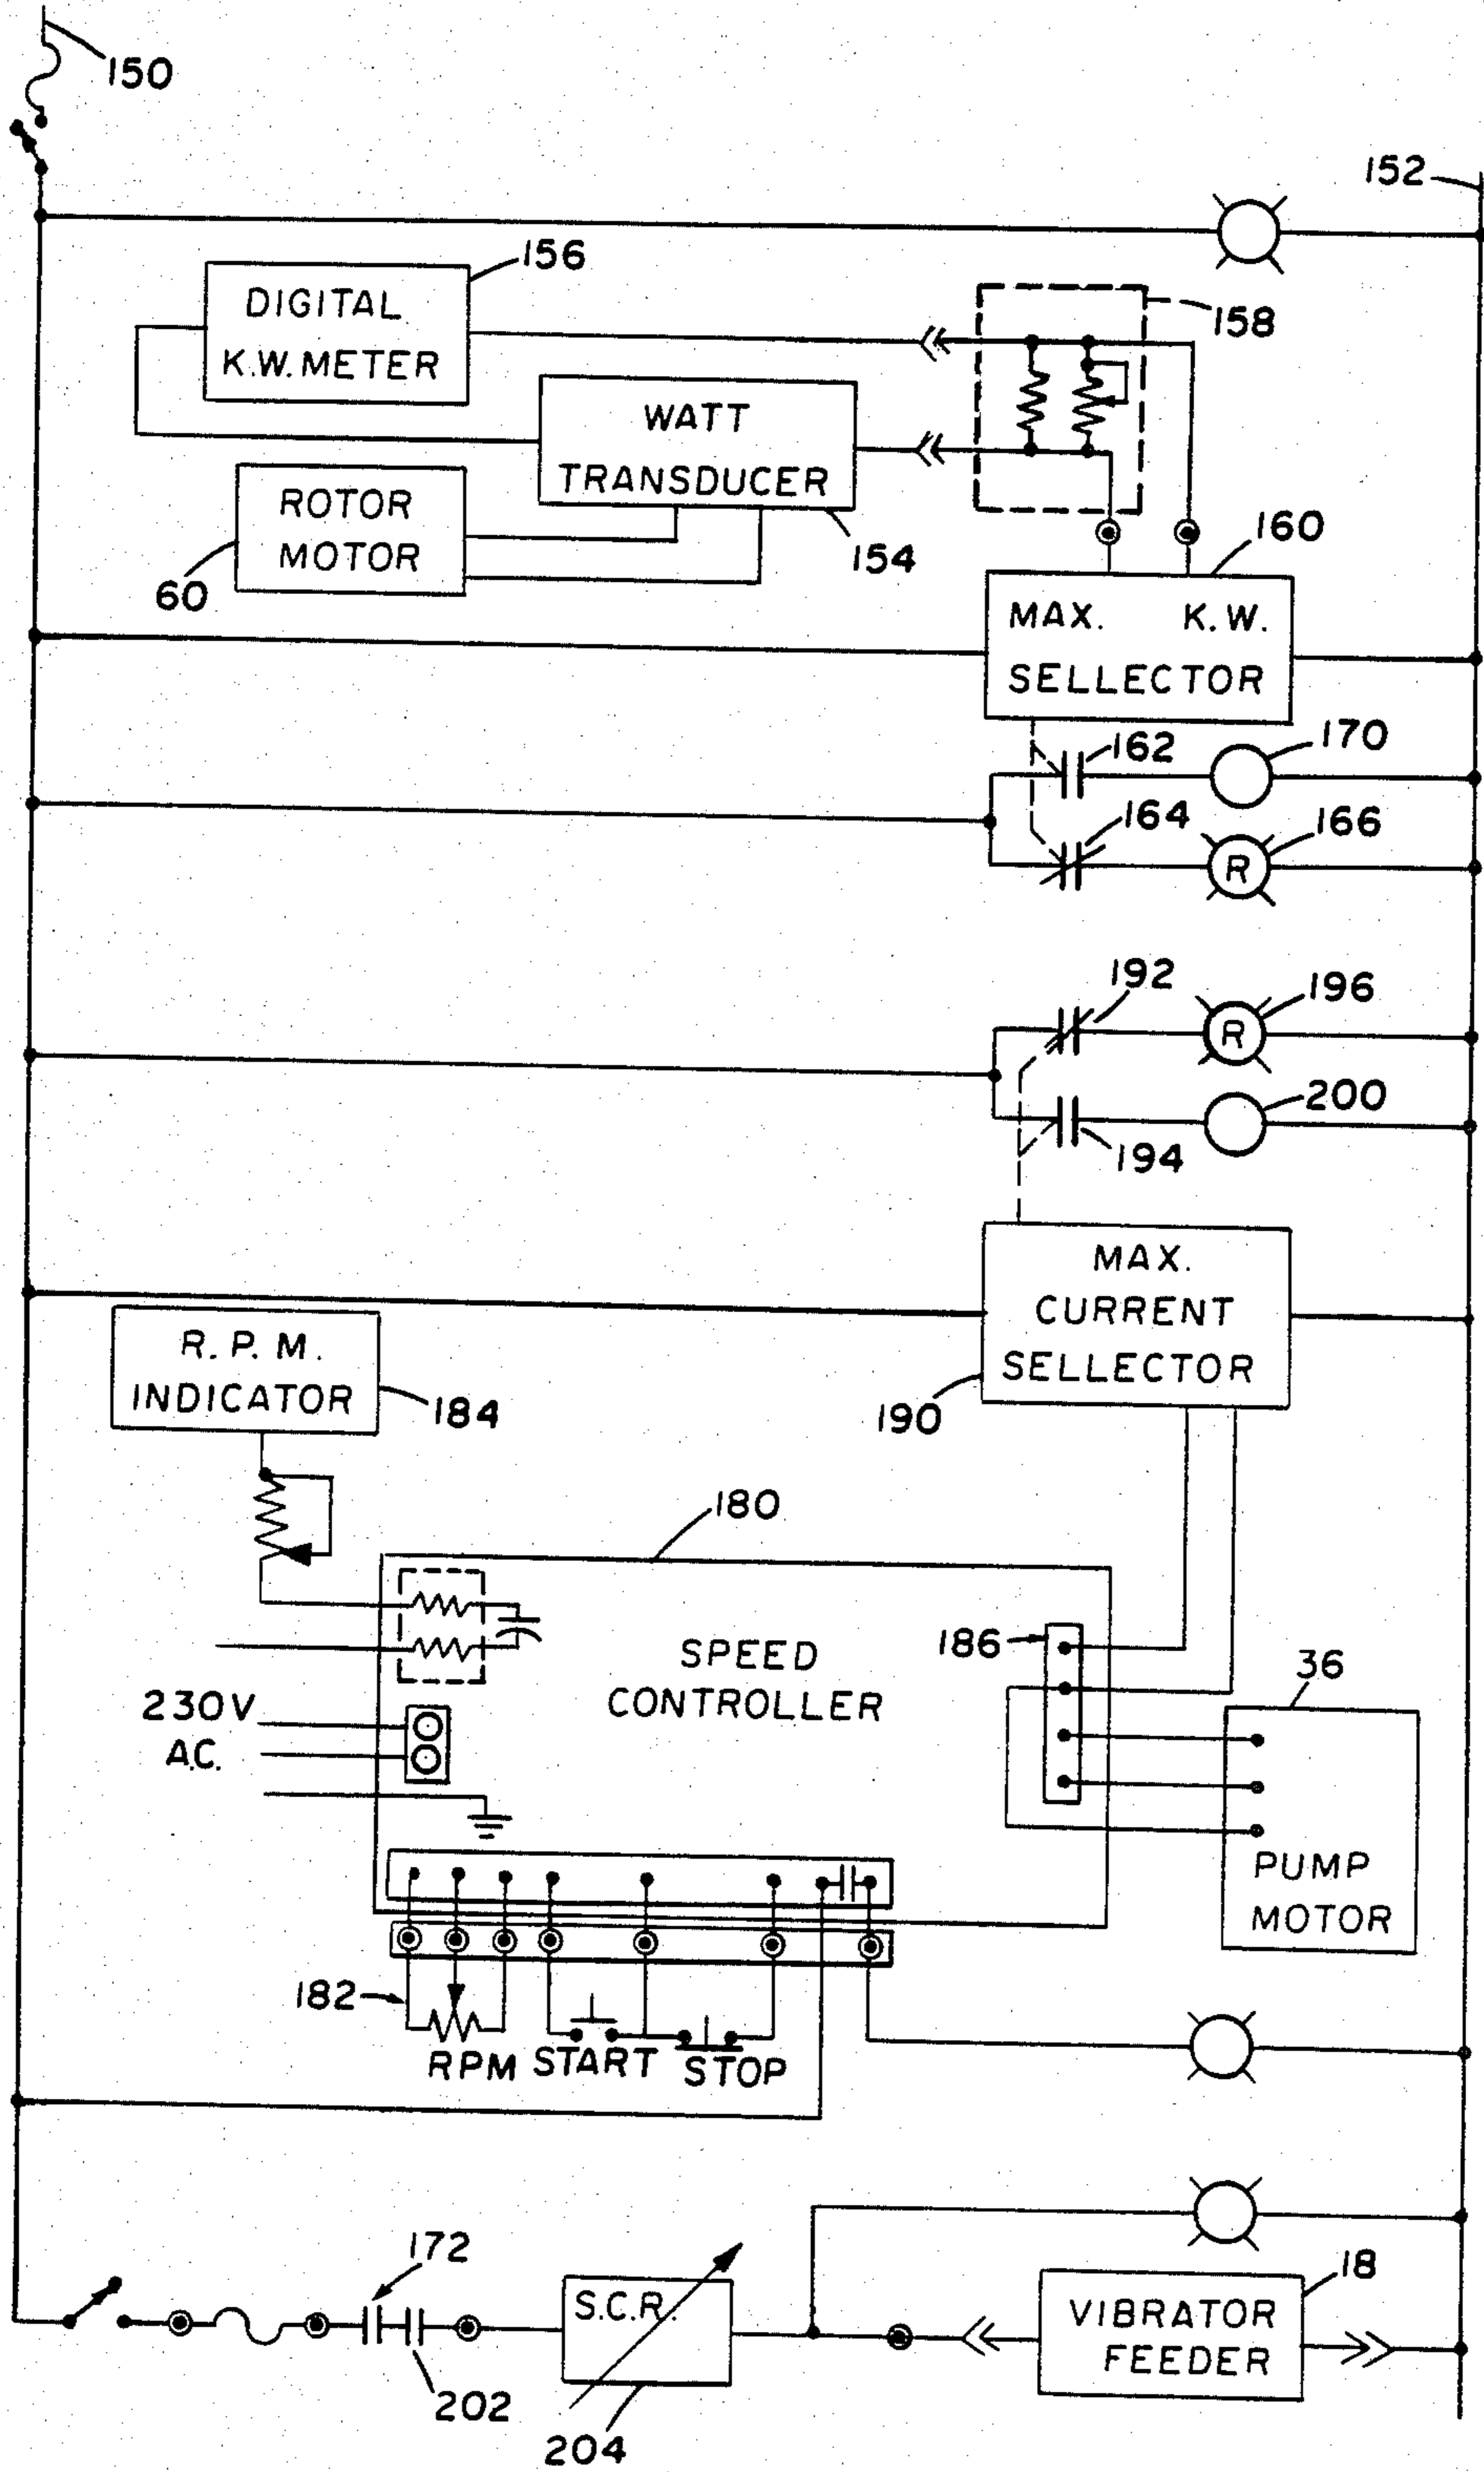 150
152
156
DIGITAL
K.W. METER
158
WATT
TRANSDUCER
154
ROTOR
MOTOR
60
160
MAX. K.W.
SELLECTOR
162
170
164
166
R
192
196
R
200
194
MAX.
CURRENT
SELLECTOR
190
R. P. M.
INDICATOR
184
180
SPEED
CONTROLLER
186
36
230V
A.C.
PUMP
MOTOR
182
RPM START STOP
172
S.C.R.
18
VIBRATOR
FEEDER
202
204